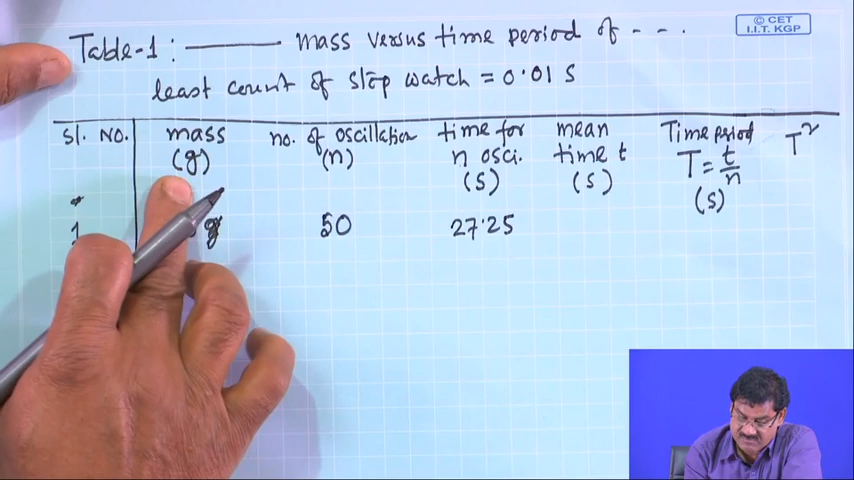 © CET
I.I.T. KGP
Table-1: ——— mass versus time period of - - .
least count of stop watch = 0.01 s
Sl. No. mass (g) no. of oscillation (n) time for n osci. (s) mean time t (s) Time period T = t/n (s) T²
1 50 27.25